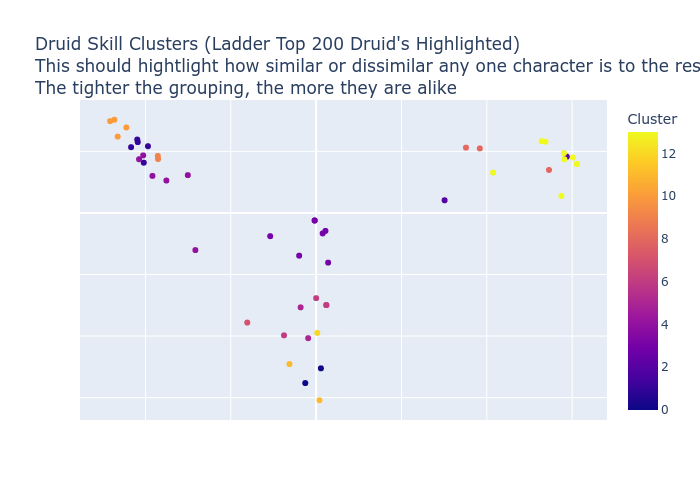 Druid Skill Clusters (Ladder Top 200 Druid's Highlighted)
This should hightlight how similar or dissimilar any one character is to the res
The tighter the grouping, the more they are alike
Cluster
12
10
8
6
4
2
0